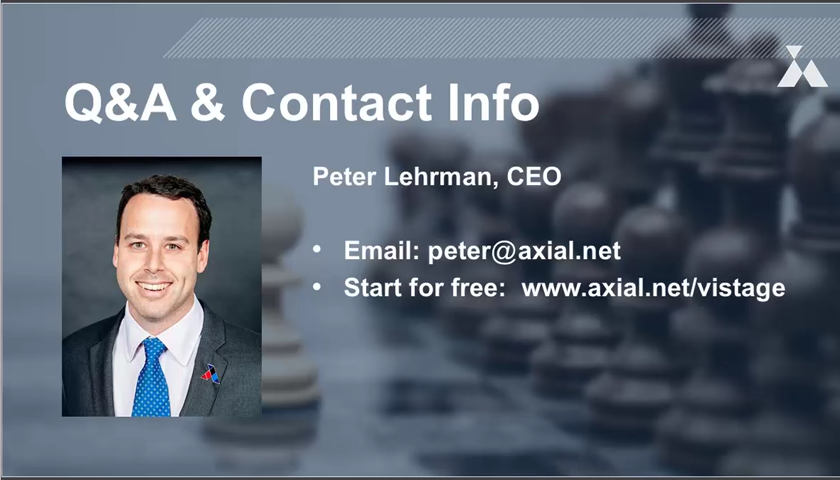 Q&A & Contact Info
Peter Lehrman, CEO
• Email: peter@axial.net
• Start for free: www.axial.net/vistage